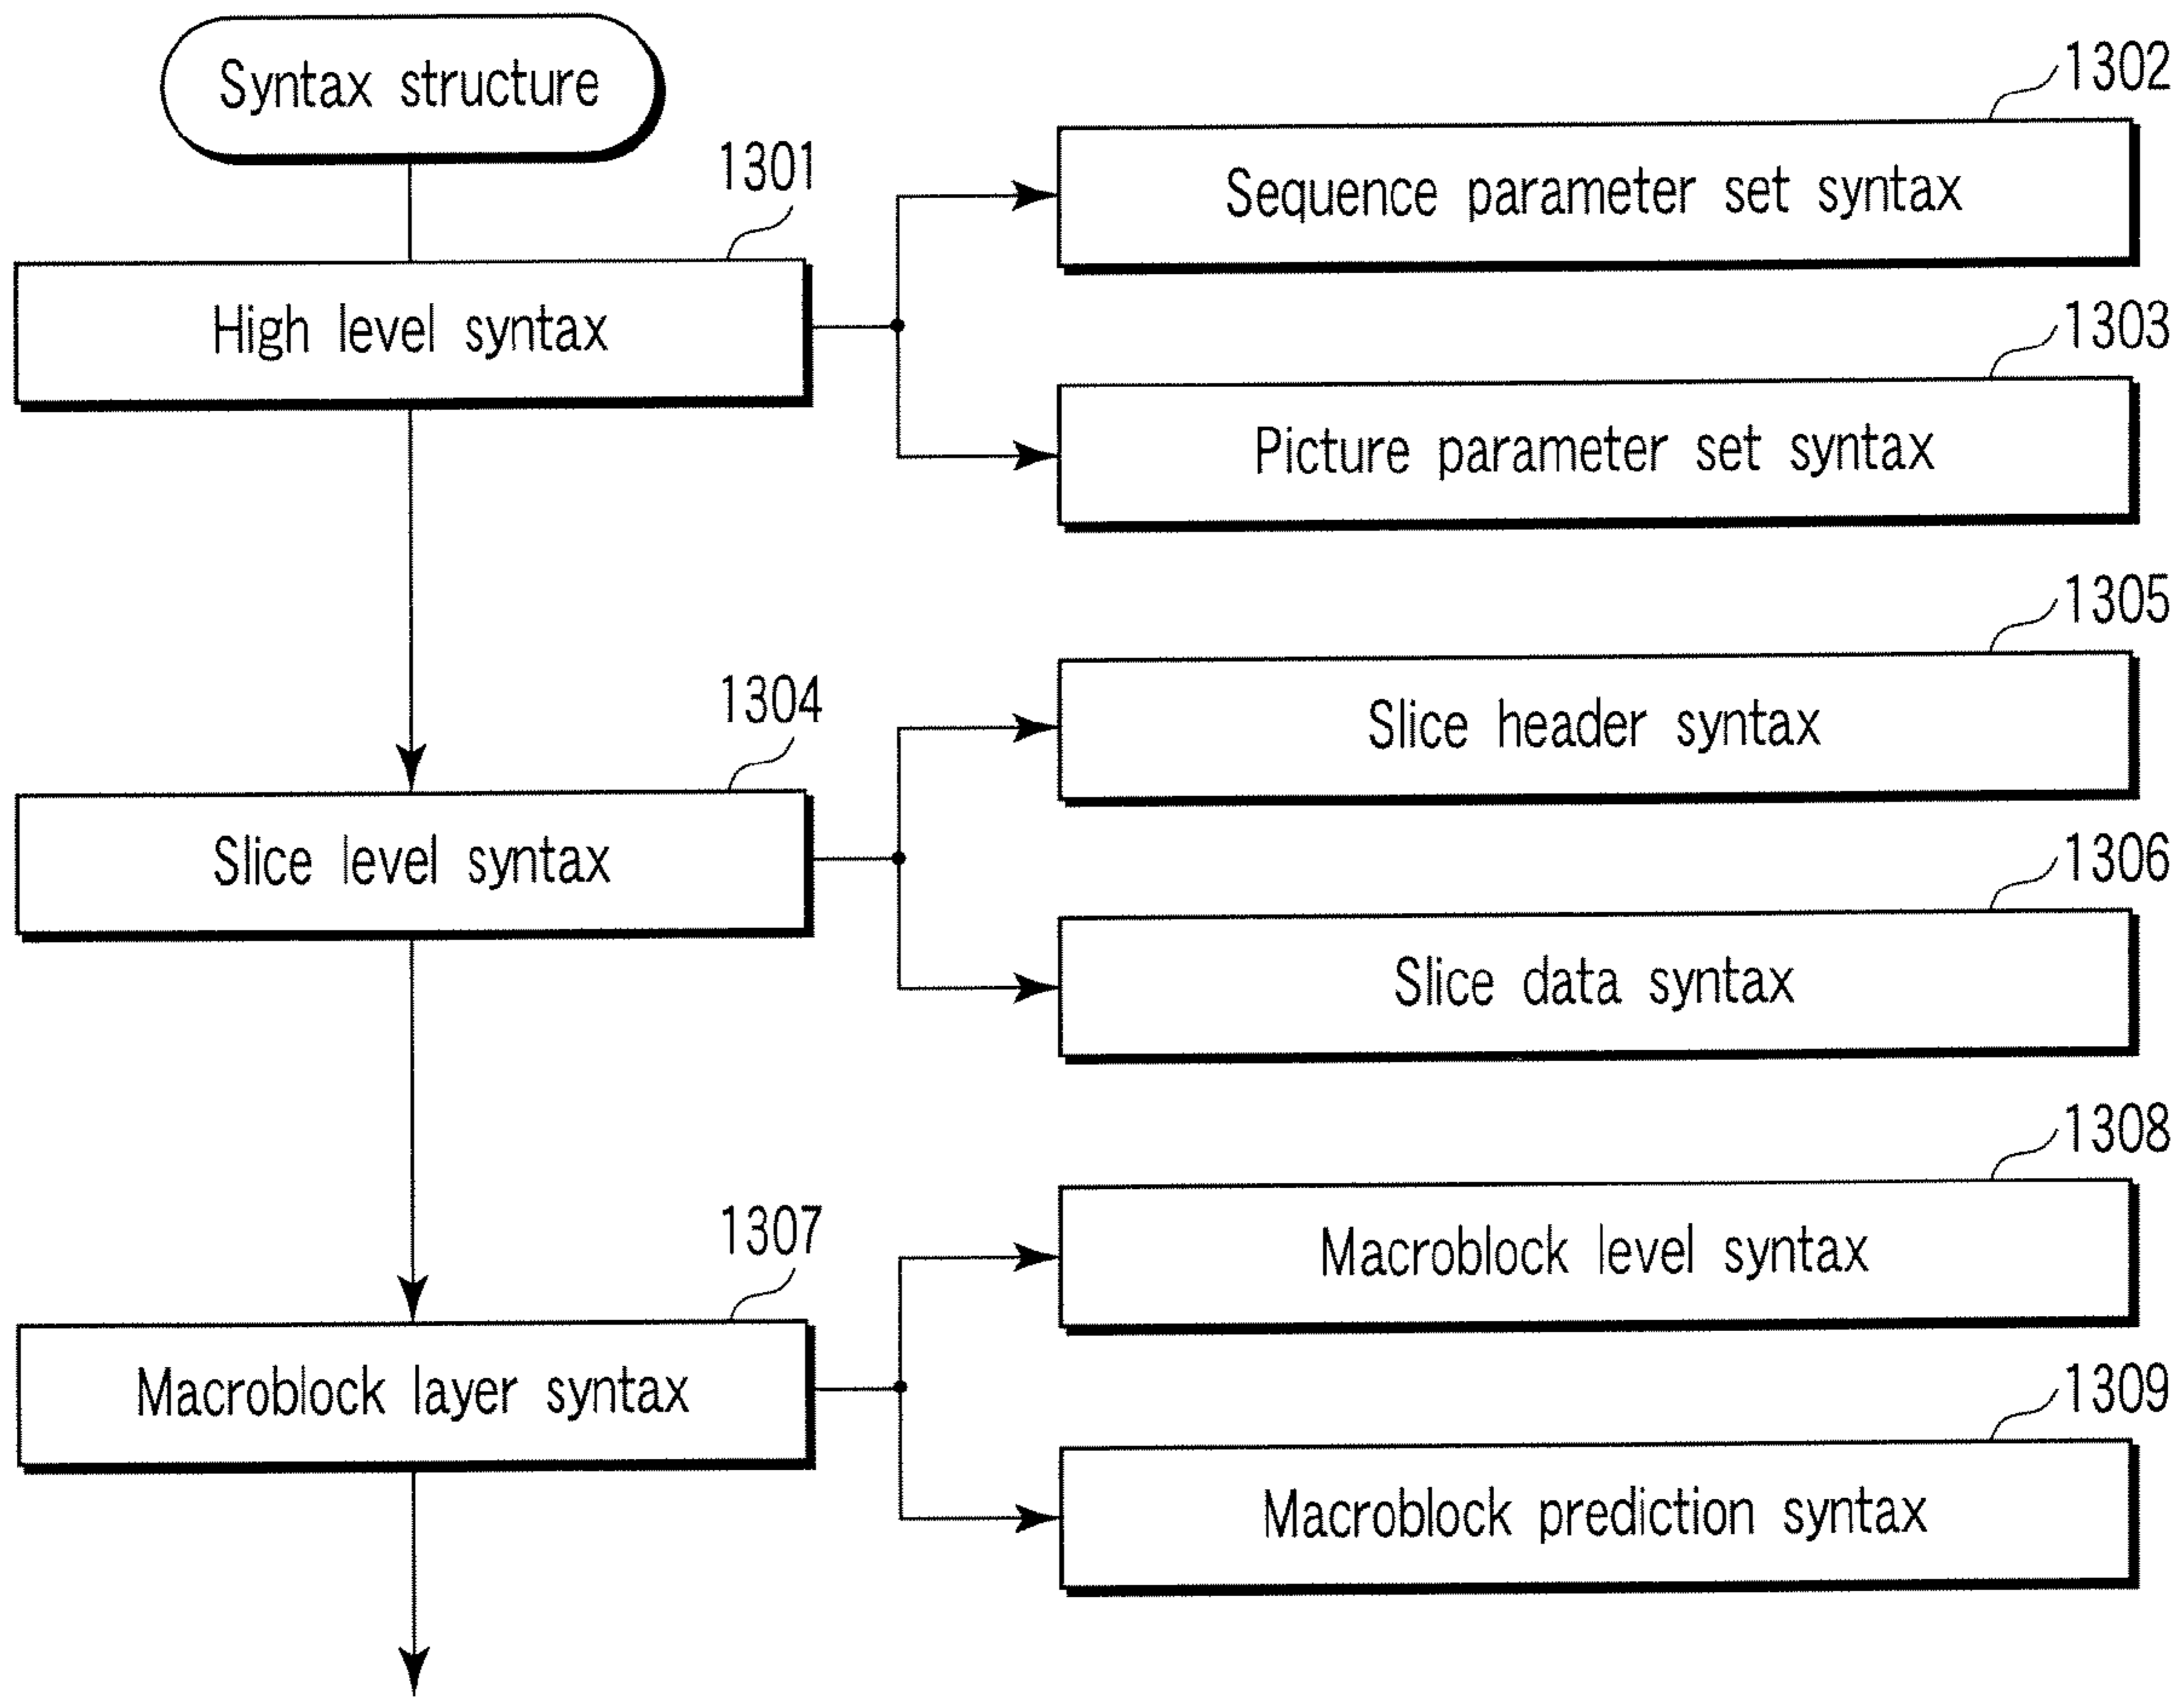 Syntax structure
1301
High level syntax
1302
Sequence parameter set syntax
1303
Picture parameter set syntax
1304
Slice level syntax
1305
Slice header syntax
1306
Slice data syntax
1307
Macroblock layer syntax
1308
Macroblock level syntax
1309
Macroblock prediction syntax